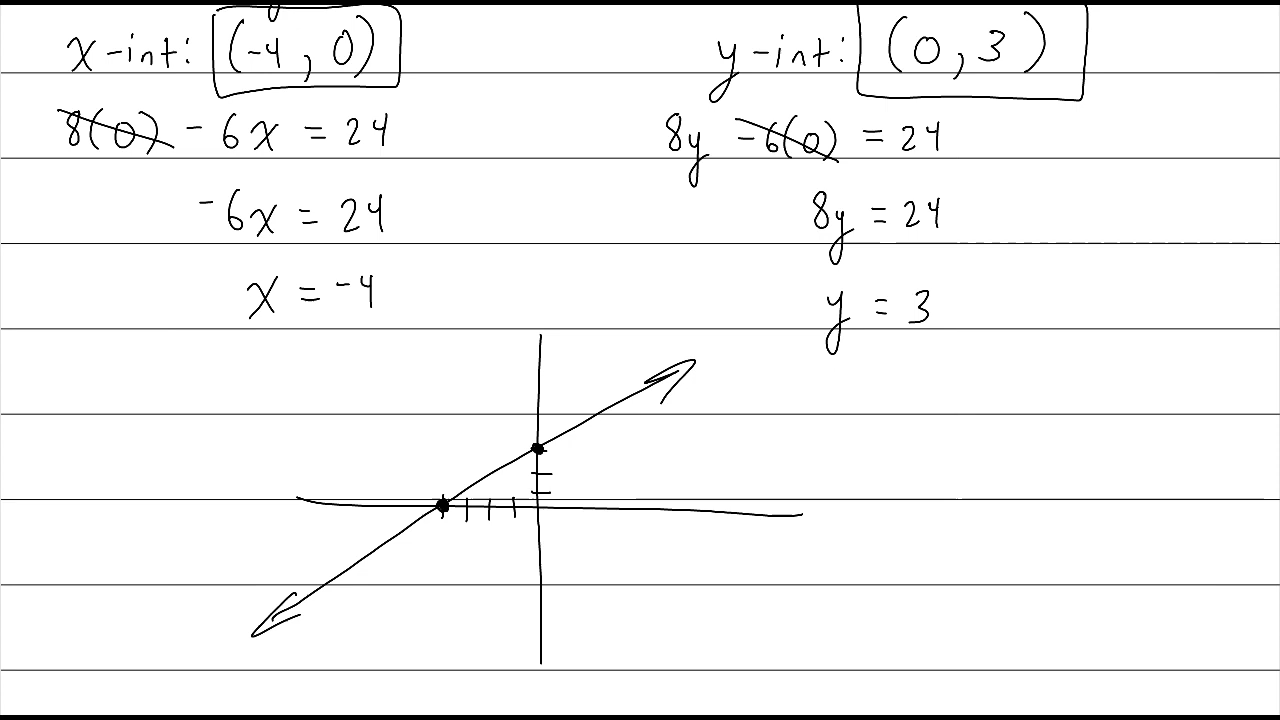 x-int: (-4, 0)
8(0) - 6x = 24
-6x = 24
x = -4
y-int: (0, 3)
8y - 6(0) = 24
8y = 24
y = 3